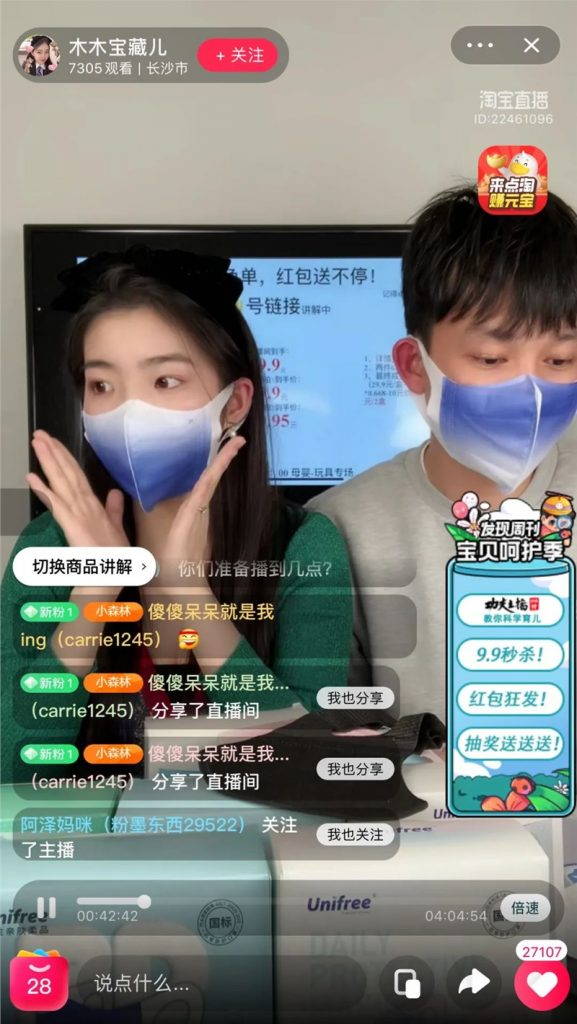 木木宝藏儿
7305观看 | 长沙市
+ 关注
淘宝直播
ID:22461096
来点淘
赚元宝
单，红包送不停！
号链接讲解中
9.9
.9
.95
母婴-玩具专场
发现周刊
宝贝呵护季
教你科学育儿
9.9秒杀！
红包狂发！
抽奖送送送！
切换商品讲解
你们准备播到几点？
新粉1 小森林 傻傻呆呆就是我
ing（carrie1245）
新粉1 小森林 傻傻呆呆就是我...
（carrie1245） 分享了直播间
我也分享
新粉1 小森林 傻傻呆呆就是我...
（carrie1245） 分享了直播间
我也分享
阿泽妈咪（粉墨东西29522） 关注
了主播
我也关注
Unifree
国标
00:42:42
04:04:54
倍速
28
说点什么...
27107